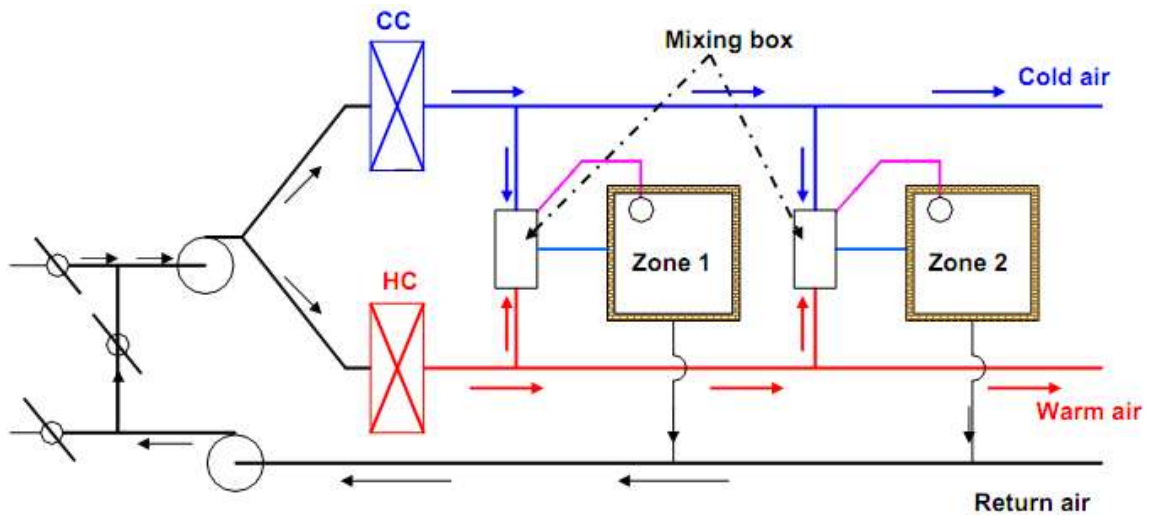 CC
Mixing box
Cold air
Zone 1
Zone 2
HC
Warm air
Return air